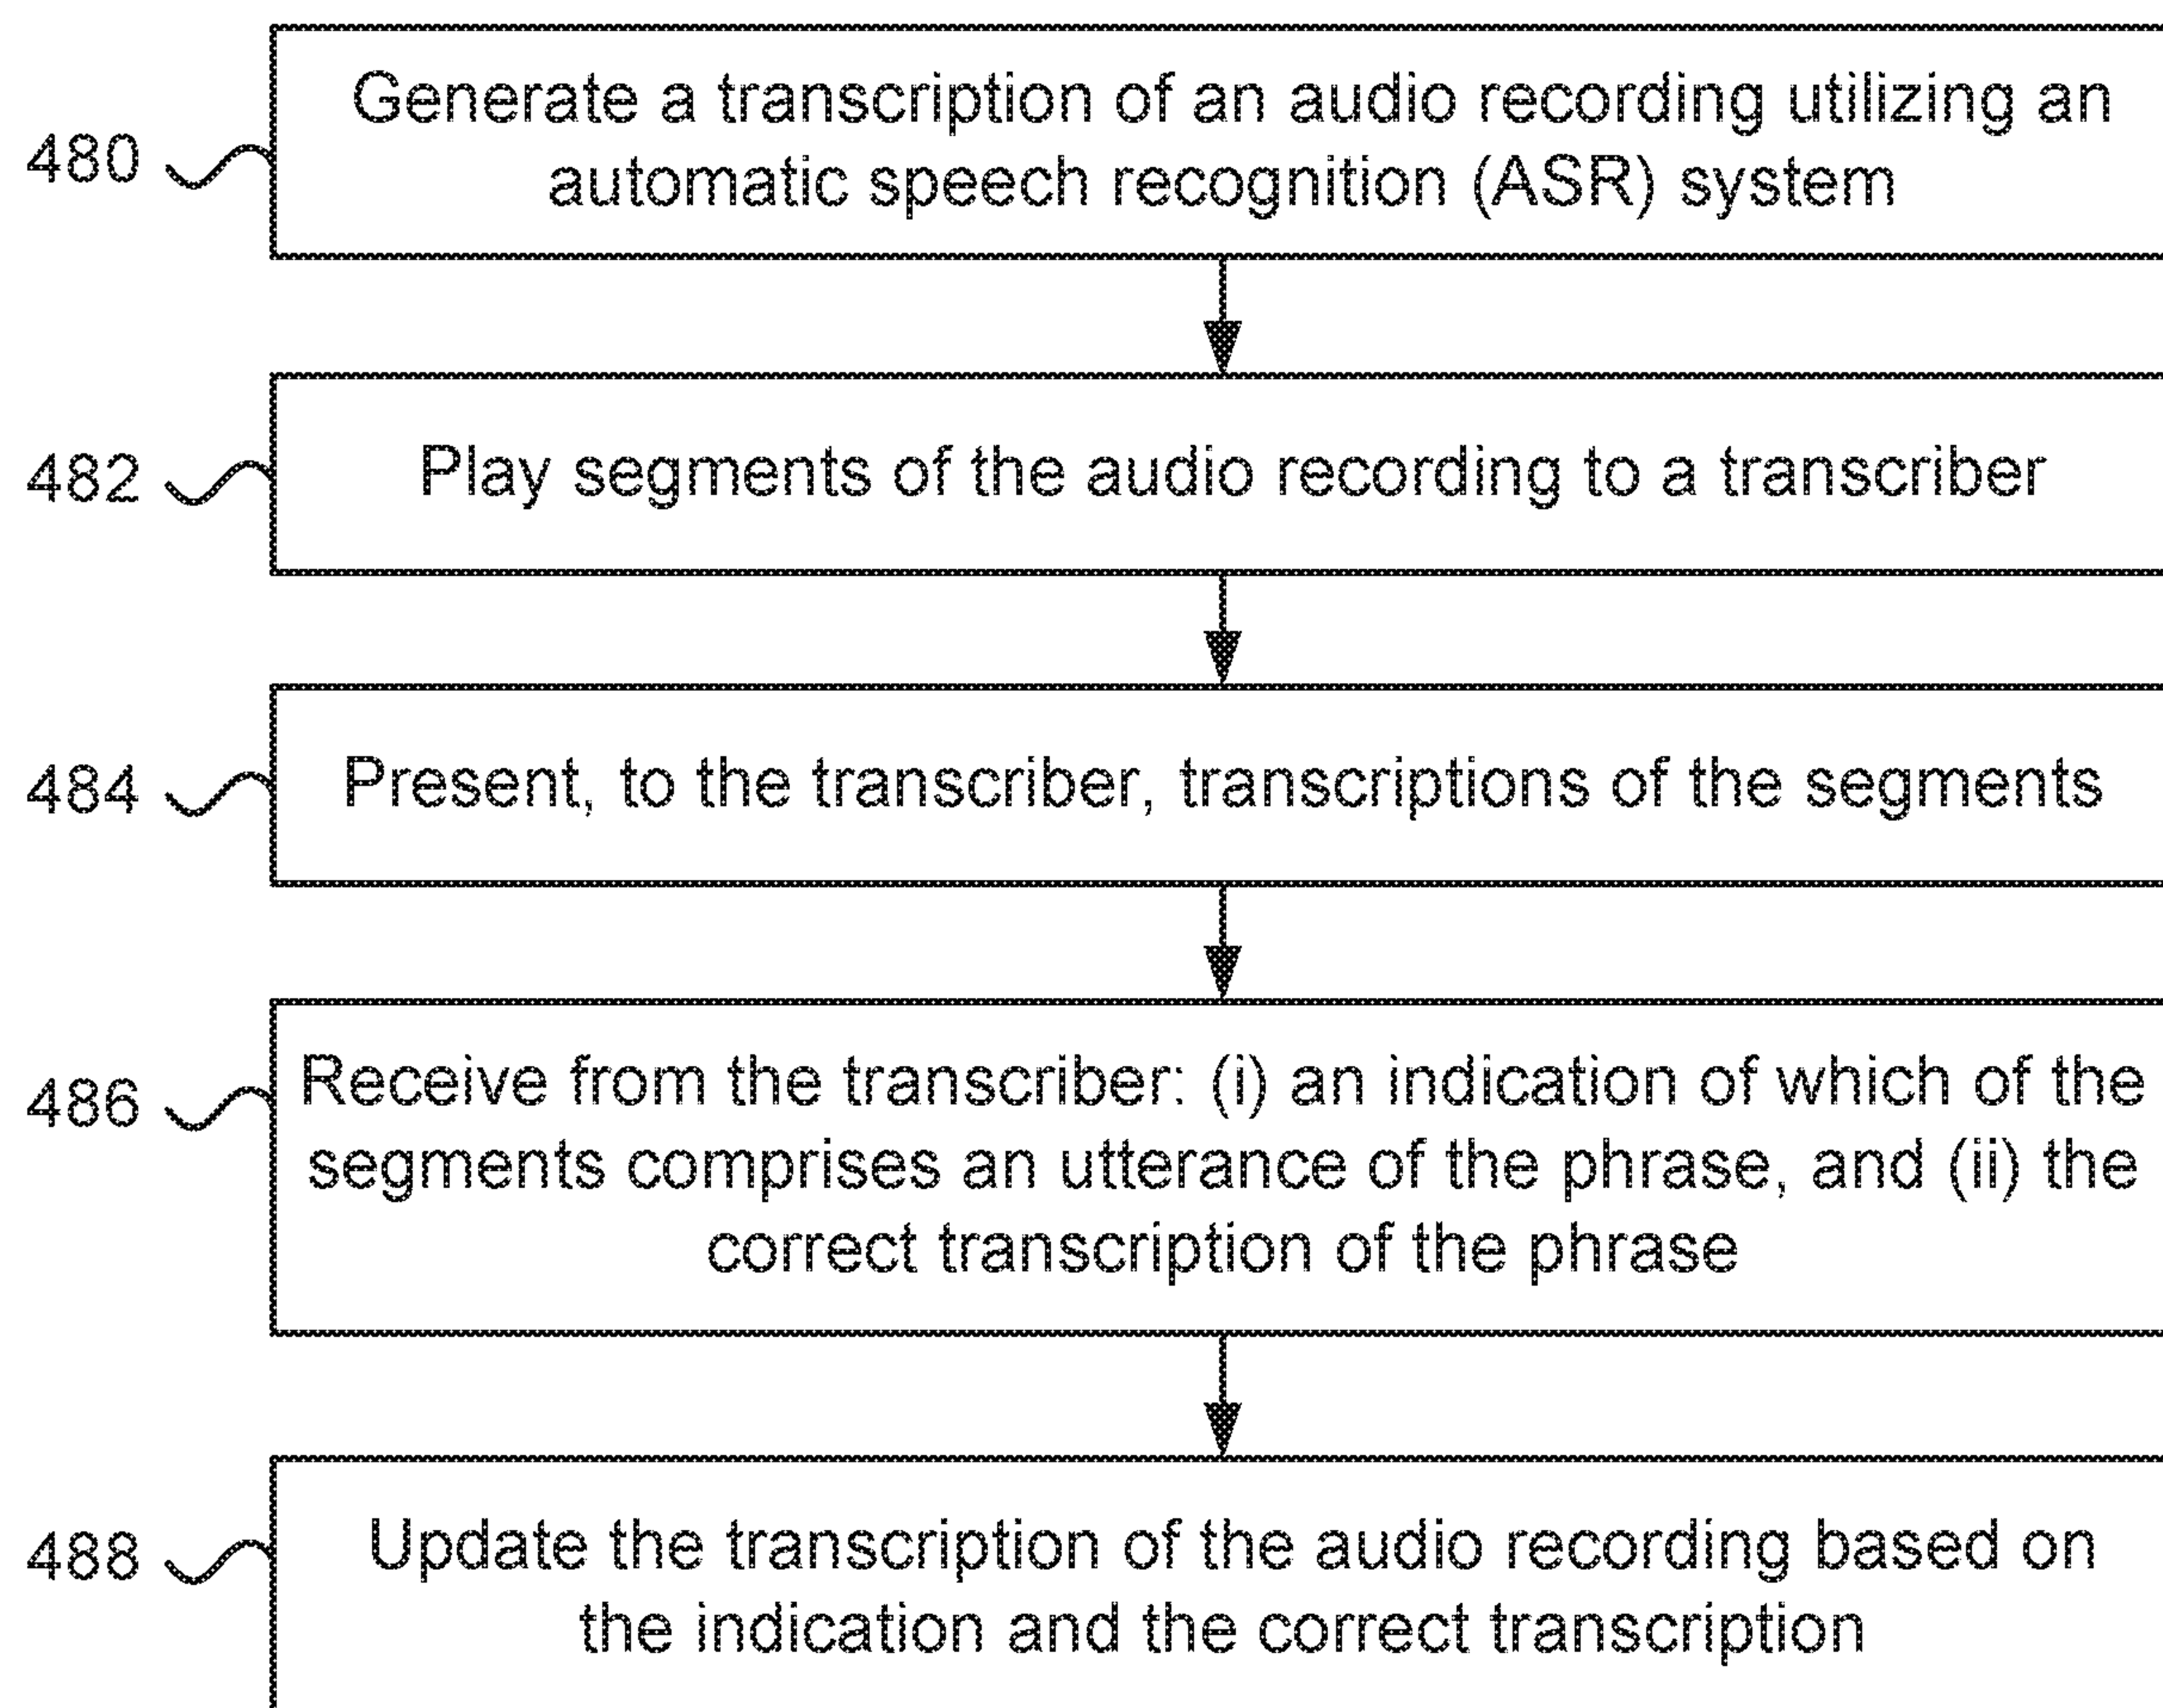 480
Generate a transcription of an audio recording utilizing an
automatic speech recognition (ASR) system
482
Play segments of the audio recording to a transcriber
484
Present, to the transcriber, transcriptions of the segments
486
Receive from the transcriber: (i) an indication of which of the
segments comprises an utterance of the phrase, and (ii) the
correct transcription of the phrase
488
Update the transcription of the audio recording based on
the indication and the correct transcription